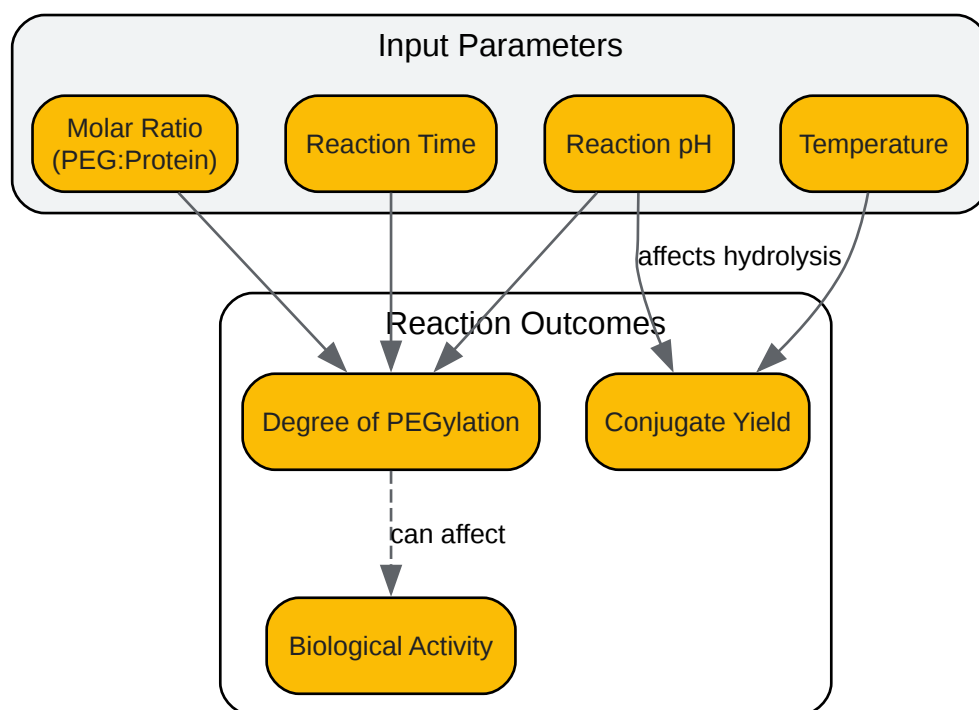 Input Parameters
Molar Ratio
(PEG:Protein)
Reaction Time
Reaction pH
Temperature
affects hydrolysis
Reaction Outcomes
Degree of PEGylation
Conjugate Yield
can affect
Biological Activity